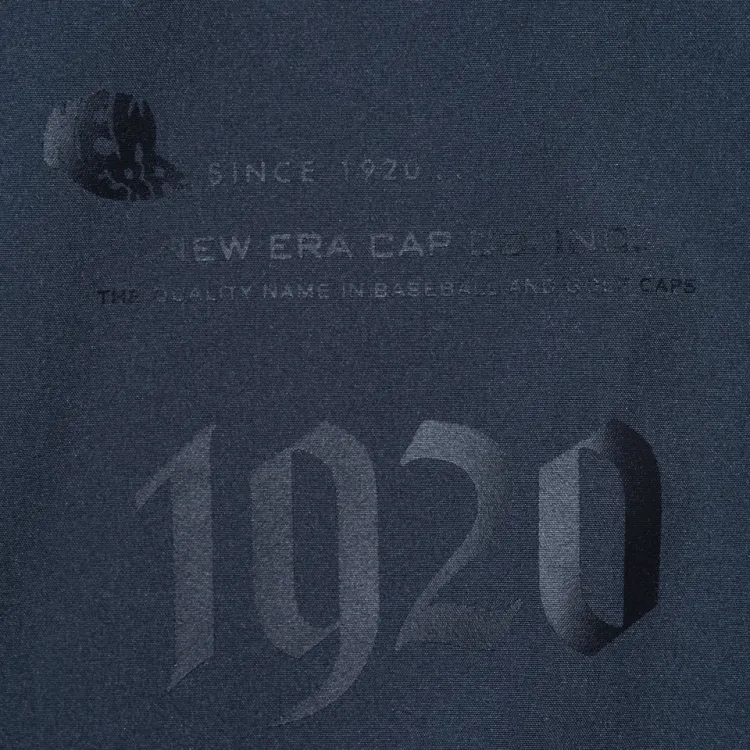 SINCE 1920...
NEW ERA CAP CO. INC.
THE QUALITY NAME IN BASEBALL AND GOLF CAPS
1920